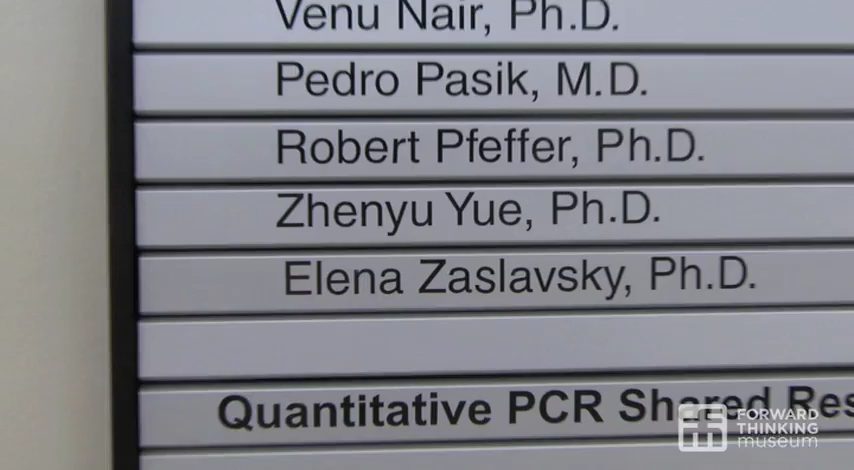 Venu Nair, Ph.D.
Pedro Pasik, M.D.
Robert Pfeffer, Ph.D.
Zhenyu Yue, Ph.D.
Elena Zaslavsky, Ph.D.
Quantitative PCR Shared Res
FORWARD
THINKING
museum